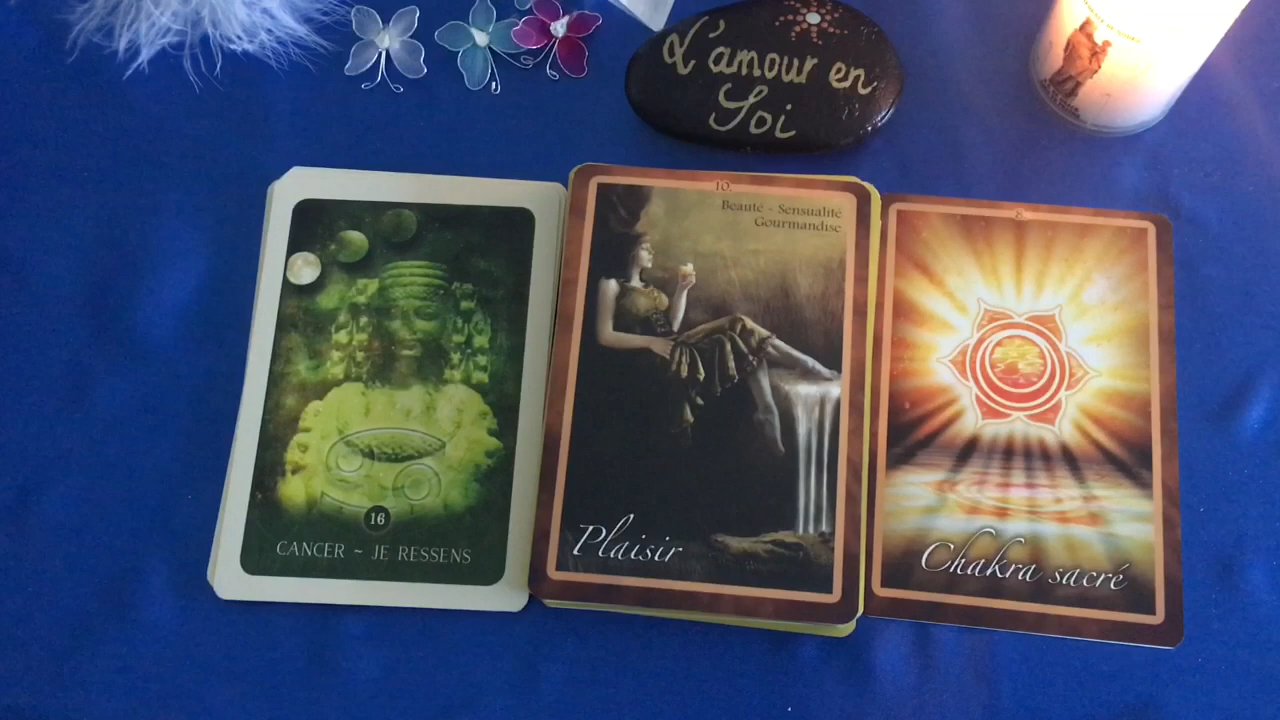 L'amour en
Soi
16
CANCER ~ JE RESSENS
10.
Beauté - Sensualité
Gourmandise
Plaisir
8.
Chakra sacré